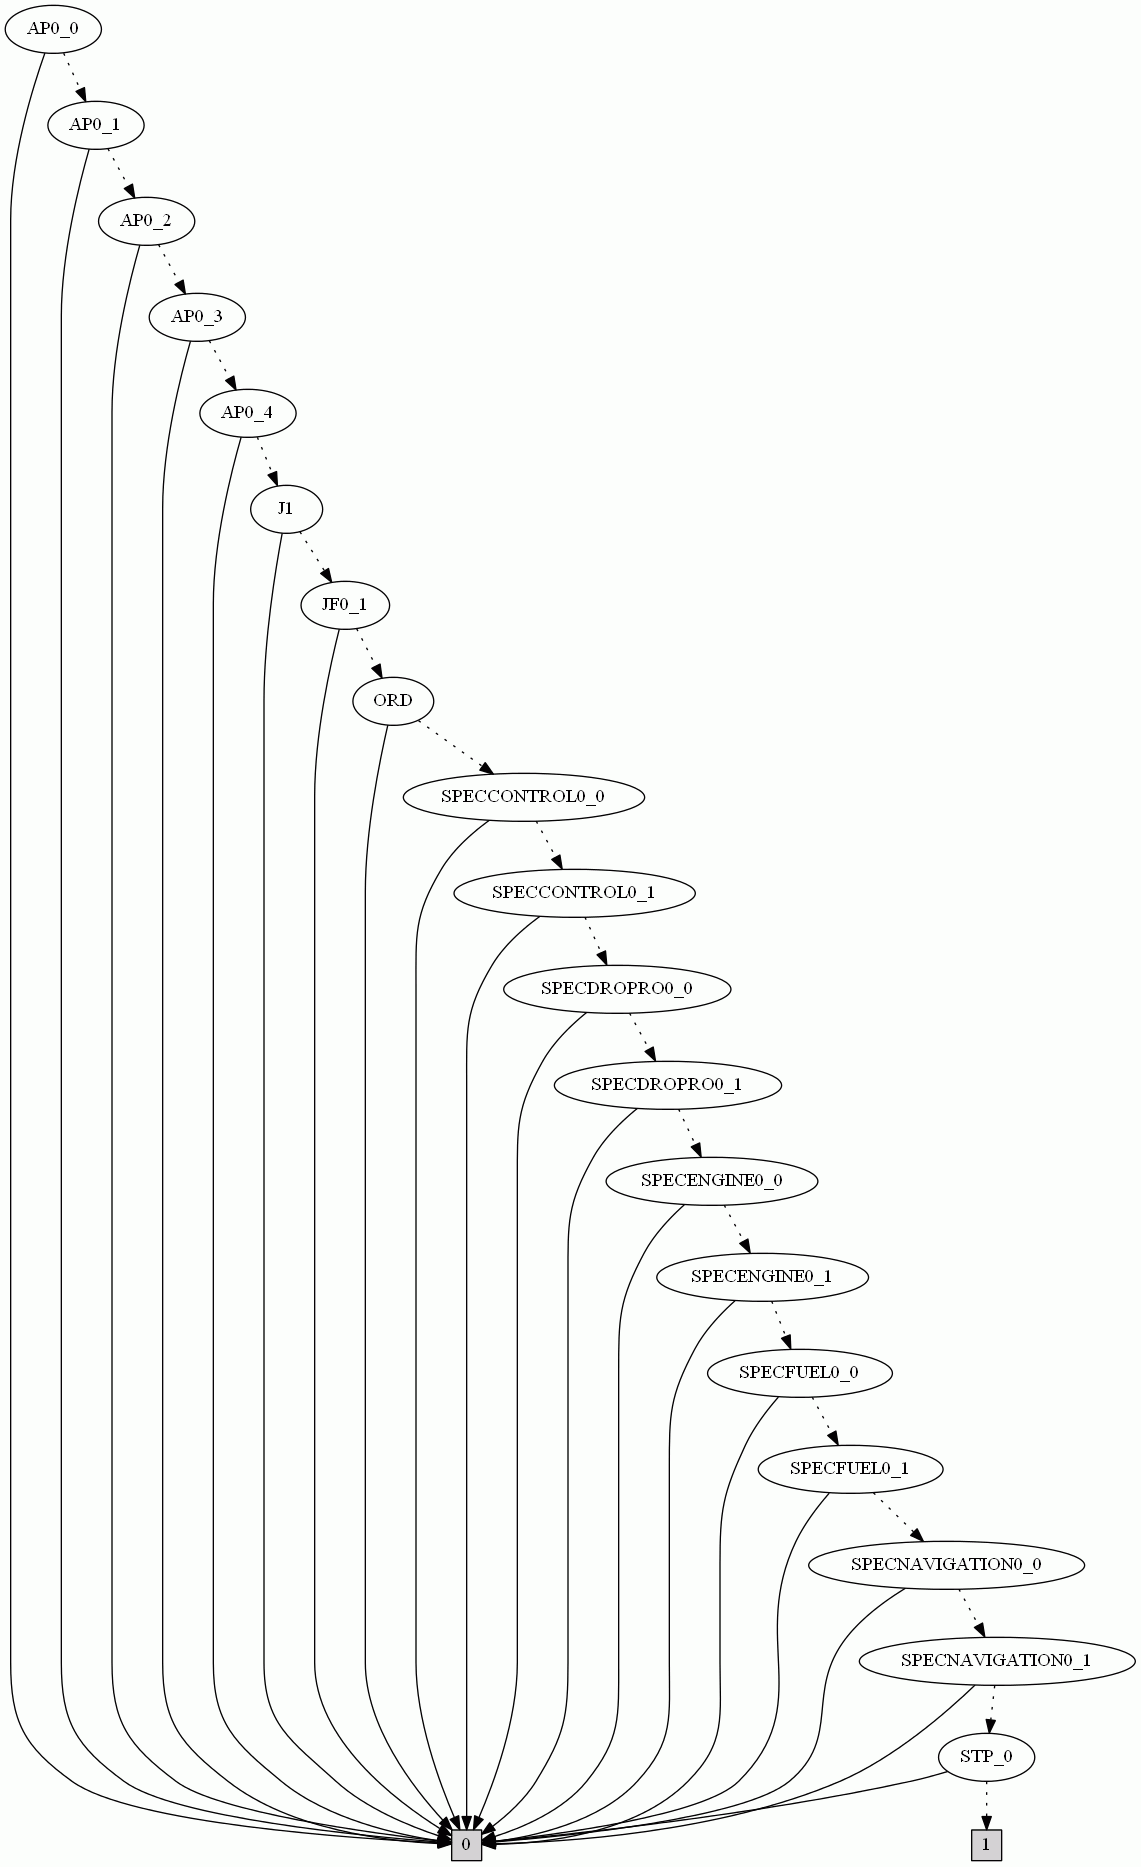 AP0_0
AP0_1
AP0_2
AP0_3
AP0_4
J1
JF0_1
ORD
SPECCONTROL0_0
SPECCONTROL0_1
SPECDROPRO0_0
SPECDROPRO0_1
SPECENGINE0_0
SPECENGINE0_1
SPECFUEL0_0
SPECFUEL0_1
SPECNAVIGATION0_0
SPECNAVIGATION0_1
STP_0
0 1